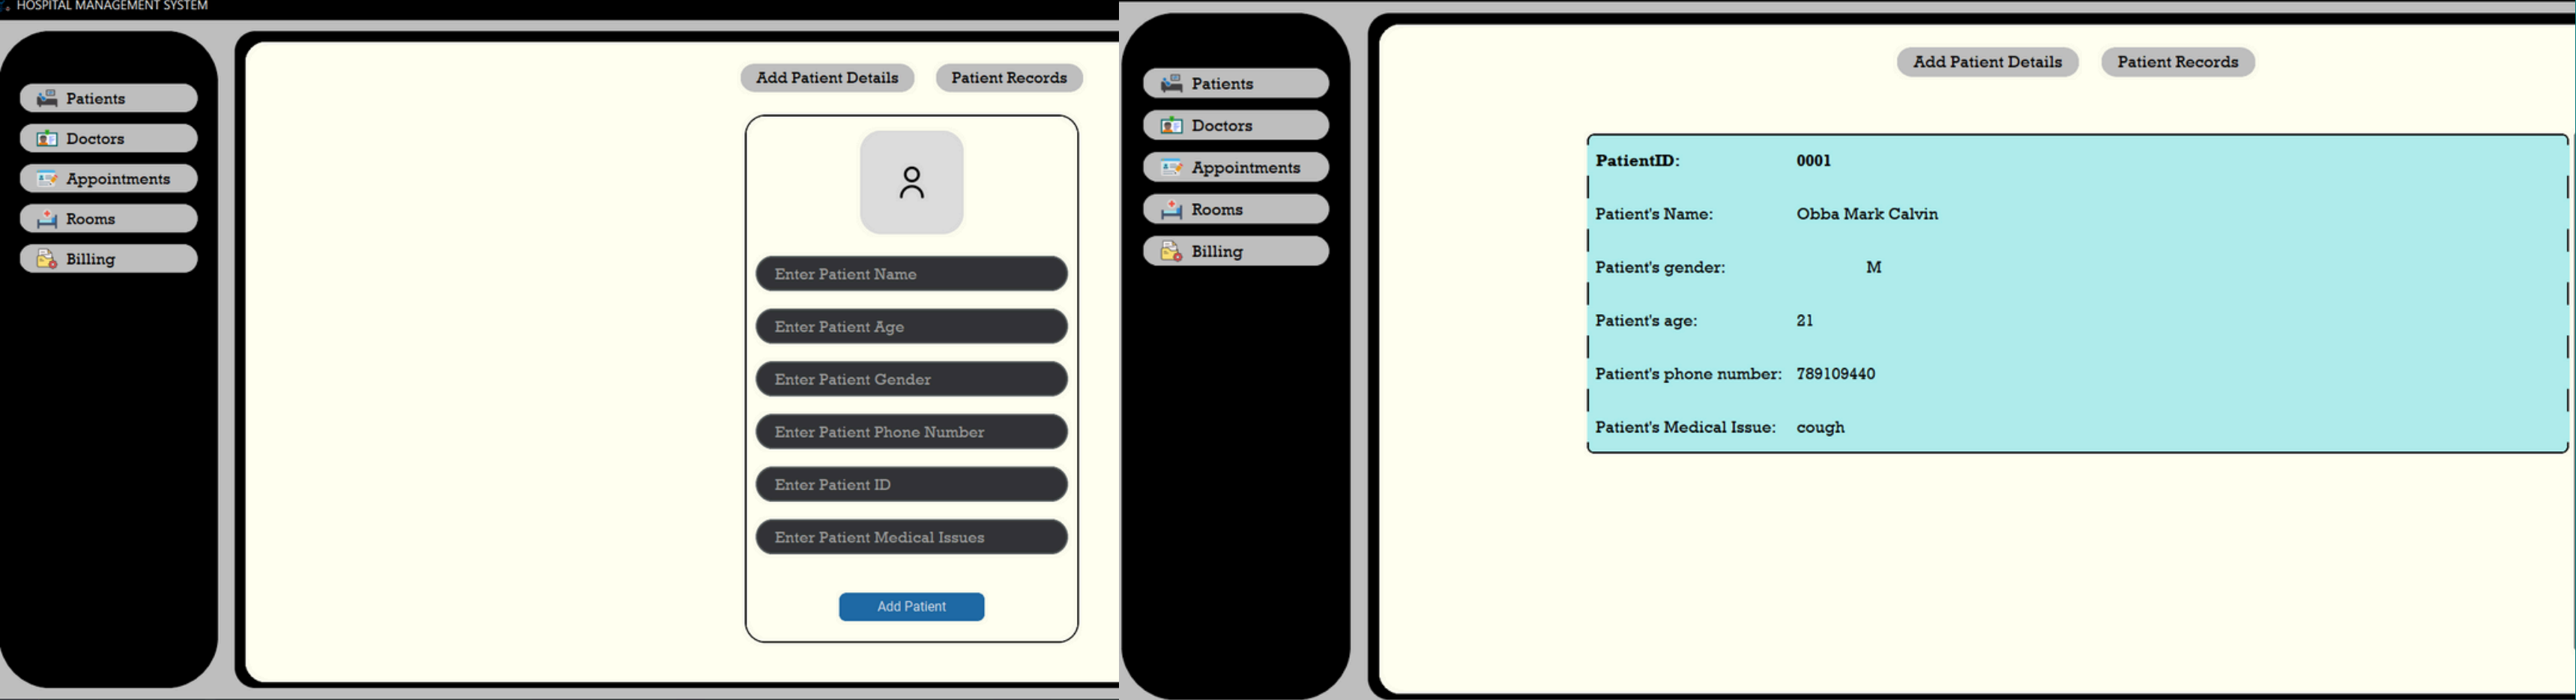 HOSPITAL MANAGEMENT SYSTEM
Patients
Doctors
Appointments
Rooms
Billing
Add Patient Details Patient Records
Enter Patient Name
Enter Patient Age
Enter Patient Gender
Enter Patient Phone Number
Enter Patient ID
Enter Patient Medical Issues
Add Patient
Patients
Doctors
Appointments
Rooms
Billing
Add Patient Details Patient Records
PatientID: 0001
Patient's Name: Obba Mark Calvin
Patient's gender: M
Patient's age: 21
Patient's phone number: 789109440
Patient's Medical Issue: cough